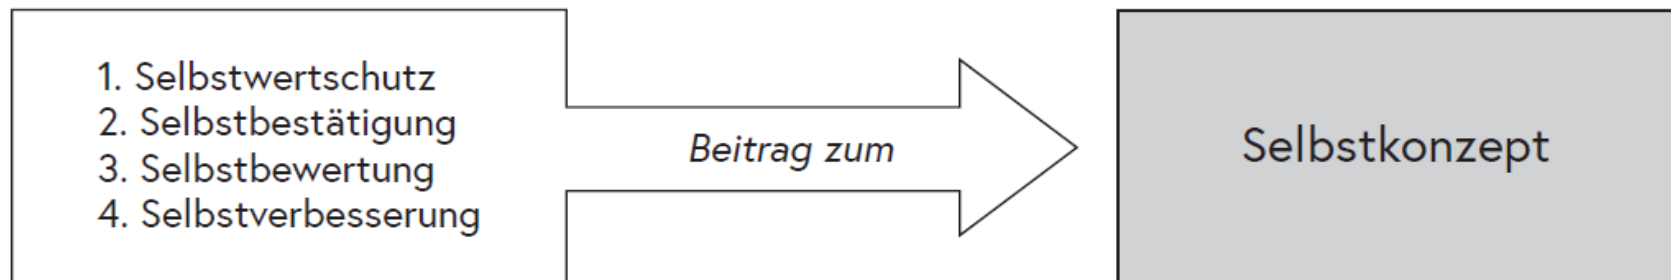 1. Selbstwertschutz
2. Selbstbestätigung
3. Selbstbewertung
4. Selbstverbesserung
Beitrag zum
Selbstkonzept